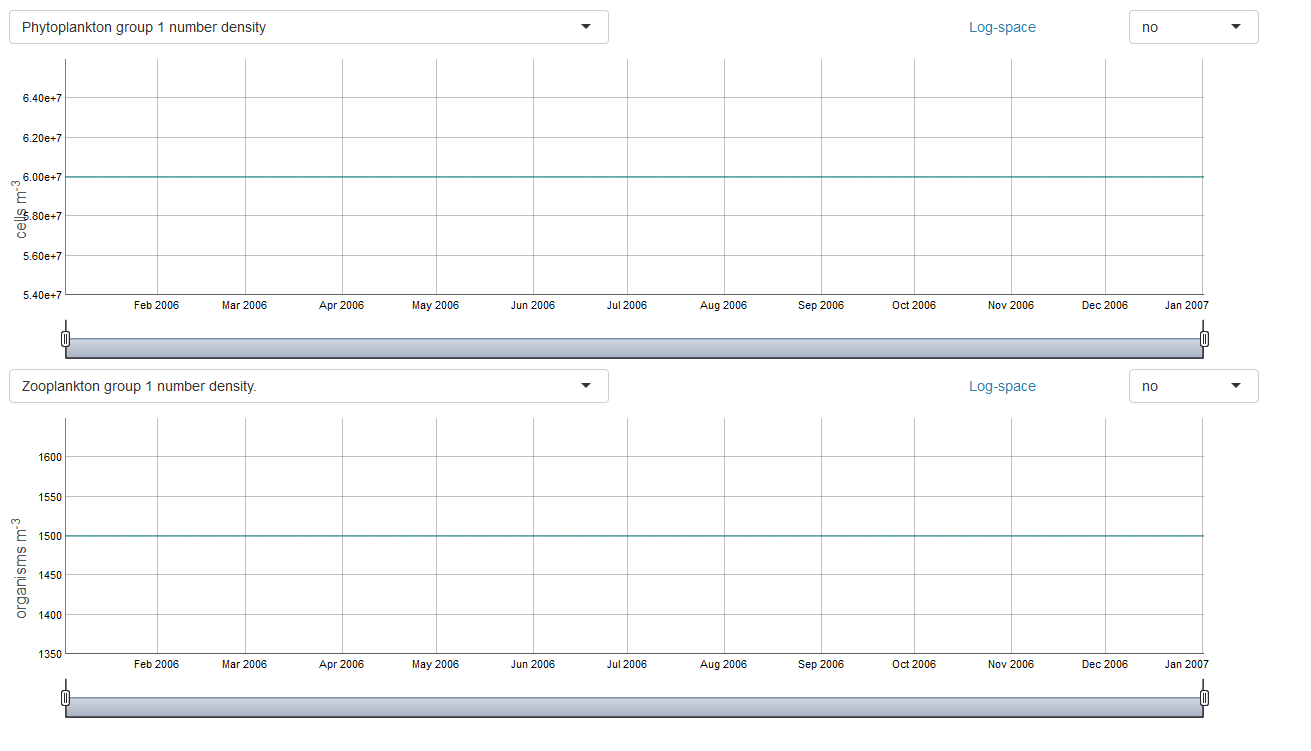 Phytoplankton group 1 number density
Log-space
no
6.40e+7
6.20e+7
6.00e+7
5.80e+7
5.60e+7
5.40e+7
cells m-3
Feb 2006 Mar 2006 Apr 2006 May 2006 Jun 2006 Jul 2006 Aug 2006 Sep 2006 Oct 2006 Nov 2006 Dec 2006 Jan 2007
Zooplankton group 1 number density.
Log-space
no
1600
1550
1500
1450
1400
1350
organisms m-3
Feb 2006 Mar 2006 Apr 2006 May 2006 Jun 2006 Jul 2006 Aug 2006 Sep 2006 Oct 2006 Nov 2006 Dec 2006 Jan 2007